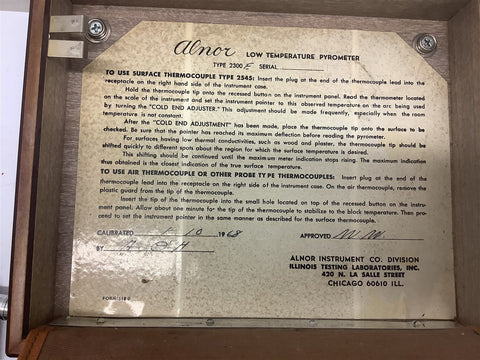 Alnor LOW TEMPERATURE PYROMETER
TYPE 2300 E SERIAL
TO USE SURFACE THERMOCOUPLE TYPE 2545: Insert the plug at the end of the thermocouple lead into the
receptacle on the right hand side of the instrument case.
Hold the thermocouple tip onto the recessed button on the instrument panel. Read the thermometer located
on the scale of the instrument and set the instrument pointer to this observed temperature on the arc being used
by turning the "COLD END ADJUSTER." This adjustment should be made frequently, especially when the room
temperature is not constant.
After the "COLD END ADJUSTMENT" has been made, place the thermocouple tip onto the surface to be
checked. Be sure that the pointer has reached its maximum deflection before reading the pyrometer.
For surfaces having low thermal conductivities, such as wood and plaster, the thermocouple tip should be
shifted quickly to different spots about the region for which the surface temperature is desired.
This shifting should be continued until the maximum meter indication stops rising. The maximum indication
thus obtained is the closest indication of the true surface temperature.
TO USE AIR THERMOCOUPLE OR OTHER PROBE TYPE THERMOCOUPLES: Insert plug at the end of the
thermocouple lead into the receptacle on the right side of the instrument case. On the air thermocouple, remove the
plastic guard from the tip of the thermocouple.
Insert the tip of the thermocouple into the small hole located on top of the recessed button on the instru-
ment panel. Allow about one minute for the tip of the thermocouple to stabilize to the block temperature. Then pro-
ceed to set the instrument pointer in the same manner as described for the surface thermocouple.
CALIBRATED 1-10 1968 APPROVED
BY
ALNOR INSTRUMENT CO. DIVISION
ILLINOIS TESTING LABORATORIES, INC.
420 N. LA SALLE STREET
CHICAGO 60610 ILL.